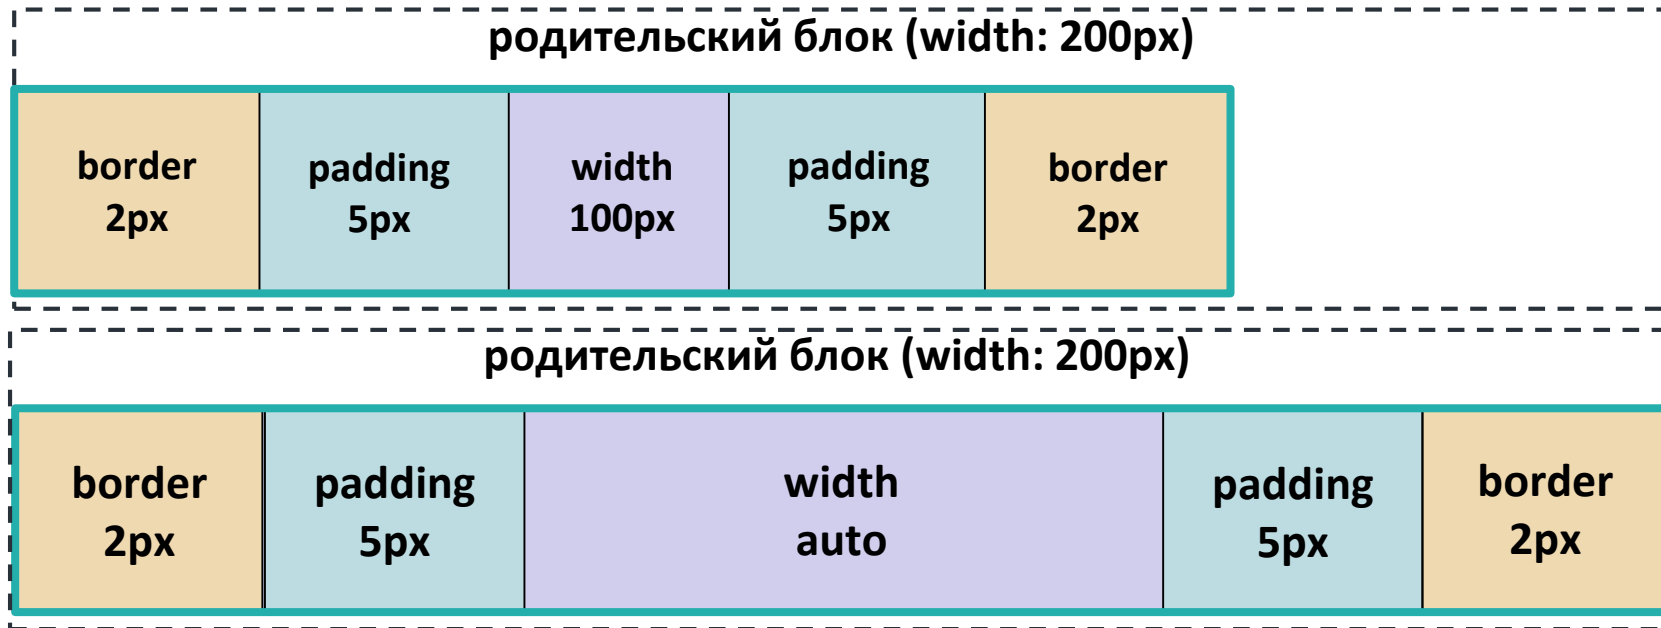 родительский блок (width: 200px)
border
2px
padding
5px
width
100px
padding
5px
border
2px
родительский блок (width: 200px)
border
2px
padding
5px
width
auto
padding
5px
border
2px